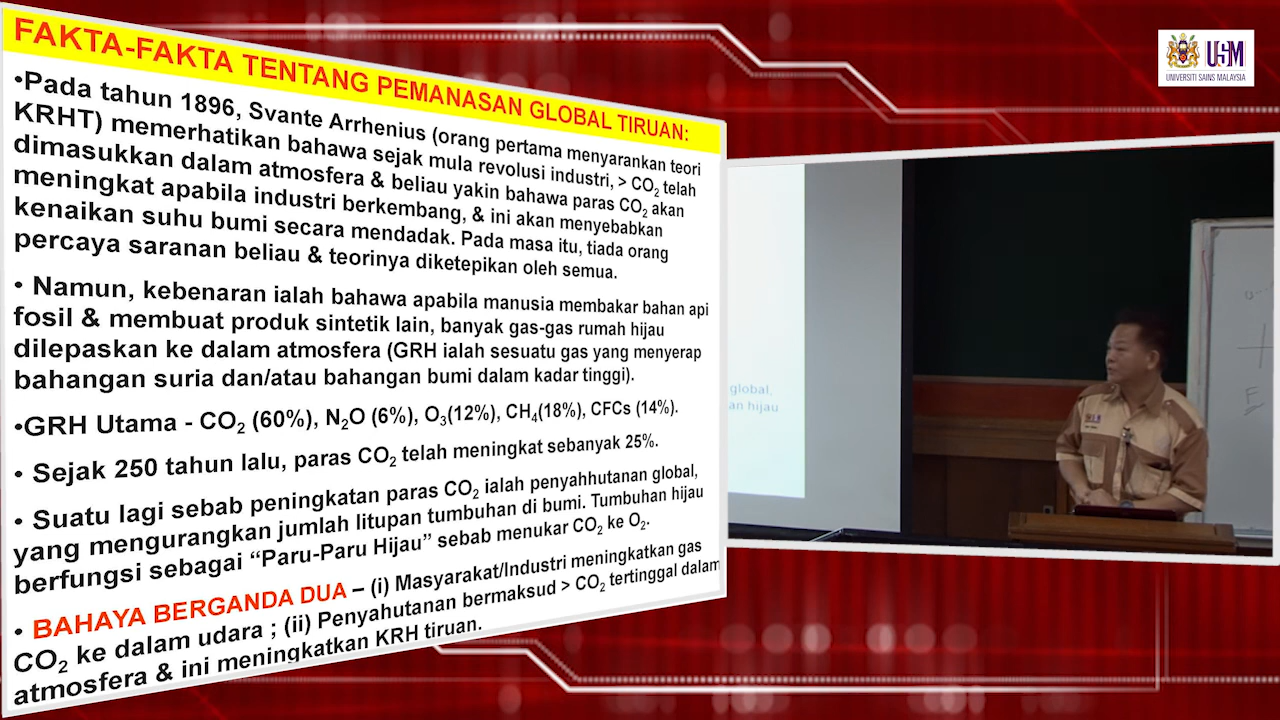 FAKTA-FAKTA TENTANG PEMANASAN GLOBAL TIRUAN:
•Pada tahun 1896, Svante Arrhenius (orang pertama menyarankan teori
KRHT) memerhatikan bahawa sejak mula revolusi industri, > CO₂ telah
dimasukkan dalam atmosfera & beliau yakin bahawa paras CO₂ akan
meningkat apabila industri berkembang, & ini akan menyebabkan
kenaikan suhu bumi secara mendadak. Pada masa itu, tiada orang
percaya saranan beliau & teorinya diketepikan oleh semua.
• Namun, kebenaran ialah bahawa apabila manusia membakar bahan api
fosil & membuat produk sintetik lain, banyak gas-gas rumah hijau
dilepaskan ke dalam atmosfera (GRH ialah sesuatu gas yang menyerap
bahangan suria dan/atau bahangan bumi dalam kadar tinggi).
•GRH Utama - CO₂ (60%), N₂O (6%), O₃(12%), CH₄(18%), CFCs (14%).
• Sejak 250 tahun lalu, paras CO₂ telah meningkat sebanyak 25%.
• Suatu lagi sebab peningkatan paras CO₂ ialah penyahhutanan global,
yang mengurangkan jumlah litupan tumbuhan di bumi. Tumbuhan hijau
berfungsi sebagai “Paru-Paru Hijau” sebab menukar CO₂ ke O₂.
• BAHAYA BERGANDA DUA – (i) Masyarakat/Industri meningkatkan gas
CO₂ ke dalam udara ; (ii) Penyahutanan bermaksud > CO₂ tertinggal dalam
atmosfera & ini meningkatkan KRH tiruan.
USM
UNIVERSITI SAINS MALAYSIA
global,
an hijau
E